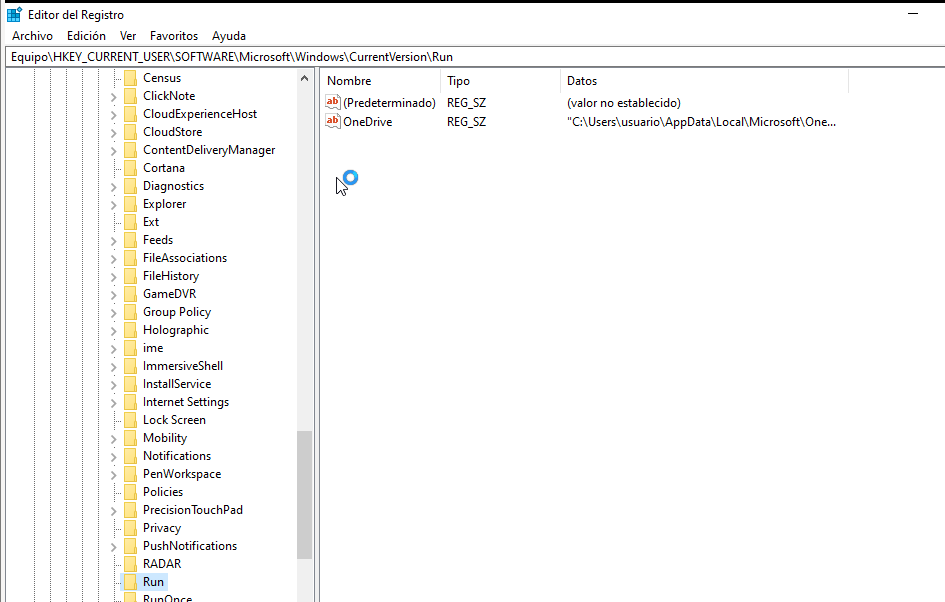 Editor del Registro
Archivo Edición Ver Favoritos Ayuda
Equipo\HKEY_CURRENT_USER\SOFTWARE\Microsoft\Windows\CurrentVersion\Run
Census
ClickNote
CloudExperienceHost
CloudStore
ContentDeliveryManager
Cortana
Diagnostics
Explorer
Ext
Feeds
FileAssociations
FileHistory
GameDVR
Group Policy
Holographic
ime
ImmersiveShell
InstallService
Internet Settings
Lock Screen
Mobility
Notifications
PenWorkspace
Policies
PrecisionTouchPad
Privacy
PushNotifications
RADAR
Run
RunOnce
Nombre Tipo Datos
ab (Predeterminado) REG_SZ (valor no establecido)
ab OneDrive REG_SZ "C:\Users\usuario\AppData\Local\Microsoft\One...